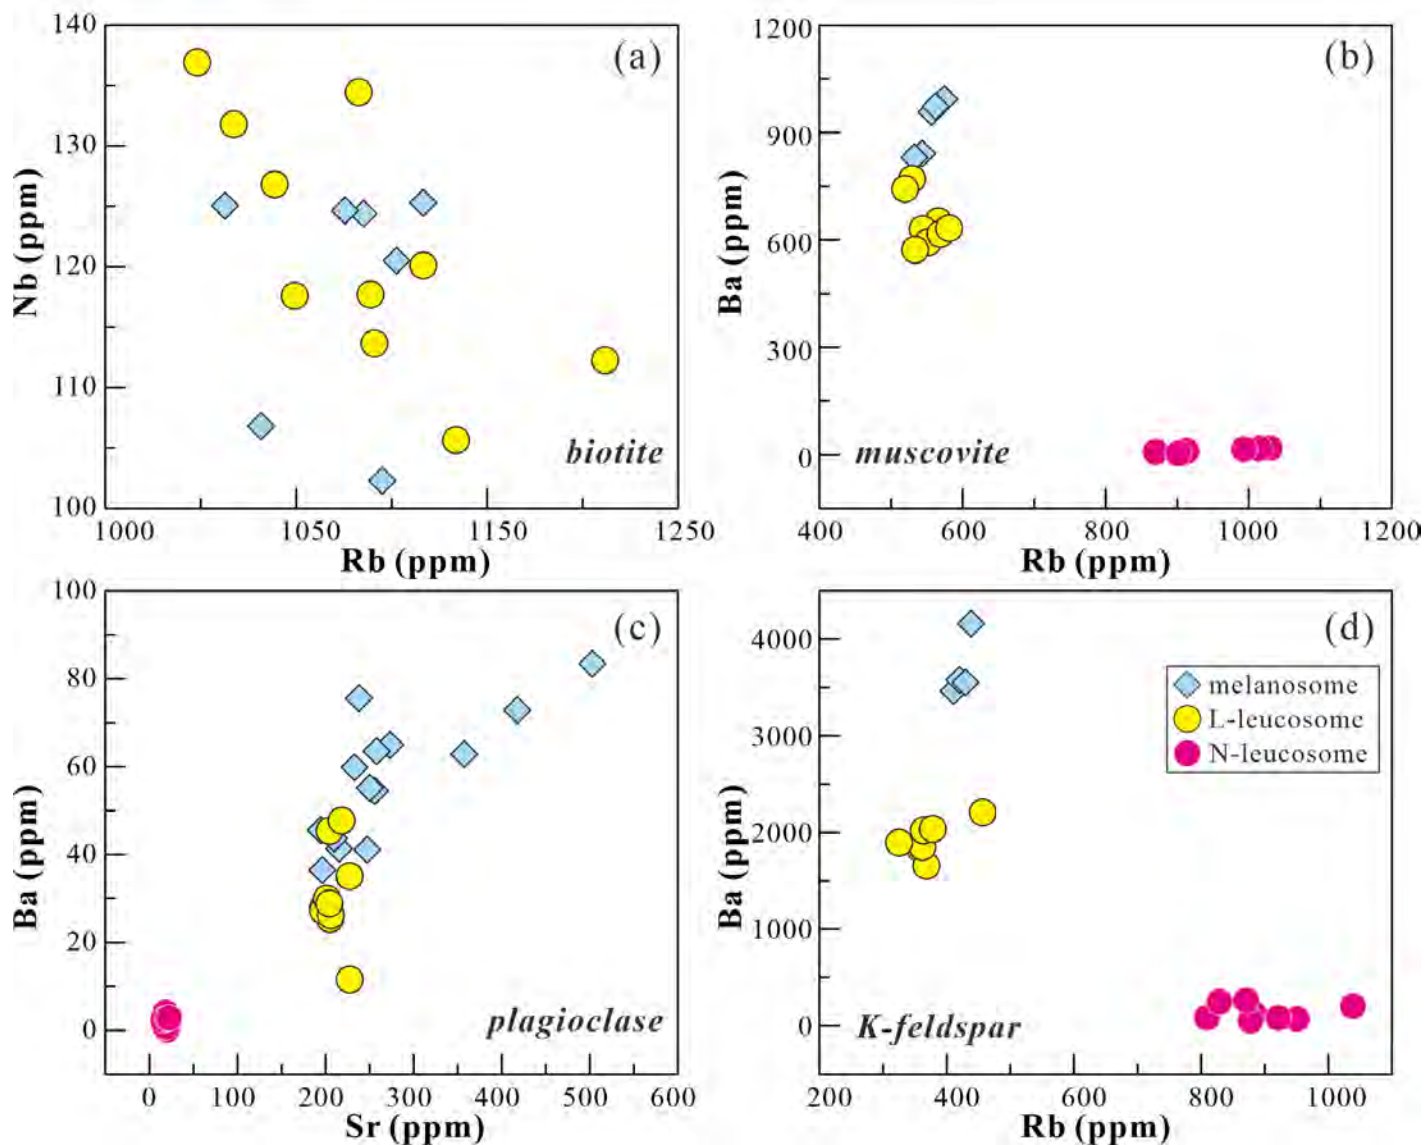 (a)
140
130
120
110
100
Nb (ppm)
biotite
1000 1050 1150 1250
Rb (ppm)
(b)
1200
900
600
300
0
Ba (ppm)
muscovite
400 600 800 1000 1200
Rb (ppm)
(c)
100
80
60
40
20
0
Ba (ppm)
plagioclase
0 100 200 300 400 500 600
Sr (ppm)
(d)
4000
3000
2000
1000
0
Ba (ppm)
melanosome
L-leucosome
N-leucosome
K-feldspar
200 400 600 800 1000
Rb (ppm)